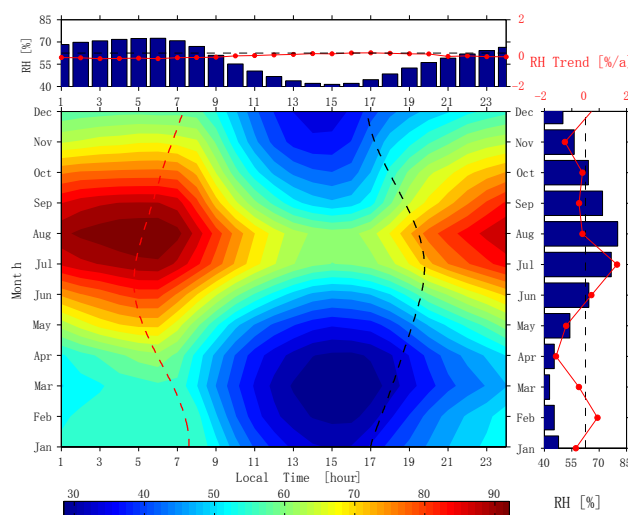 85
70
55
40
RH [%]
2
0
-2
RH Trend [%/a]
1 3 5 7 9 11 13 15 17 19 21 23
-2 0 2
Dec
Nov
Oct
Sep
Aug
Jul
Jun
May
Apr
Mar
Feb
Jan
Month
1 3 5 7 9 11 13 15 17 19 21 23
Local Time [hour]
30 40 50 60 70 80 90
Dec
Nov
Oct
Sep
Aug
Jul
Jun
May
Apr
Mar
Feb
Jan
40 55 70 85
RH [%]